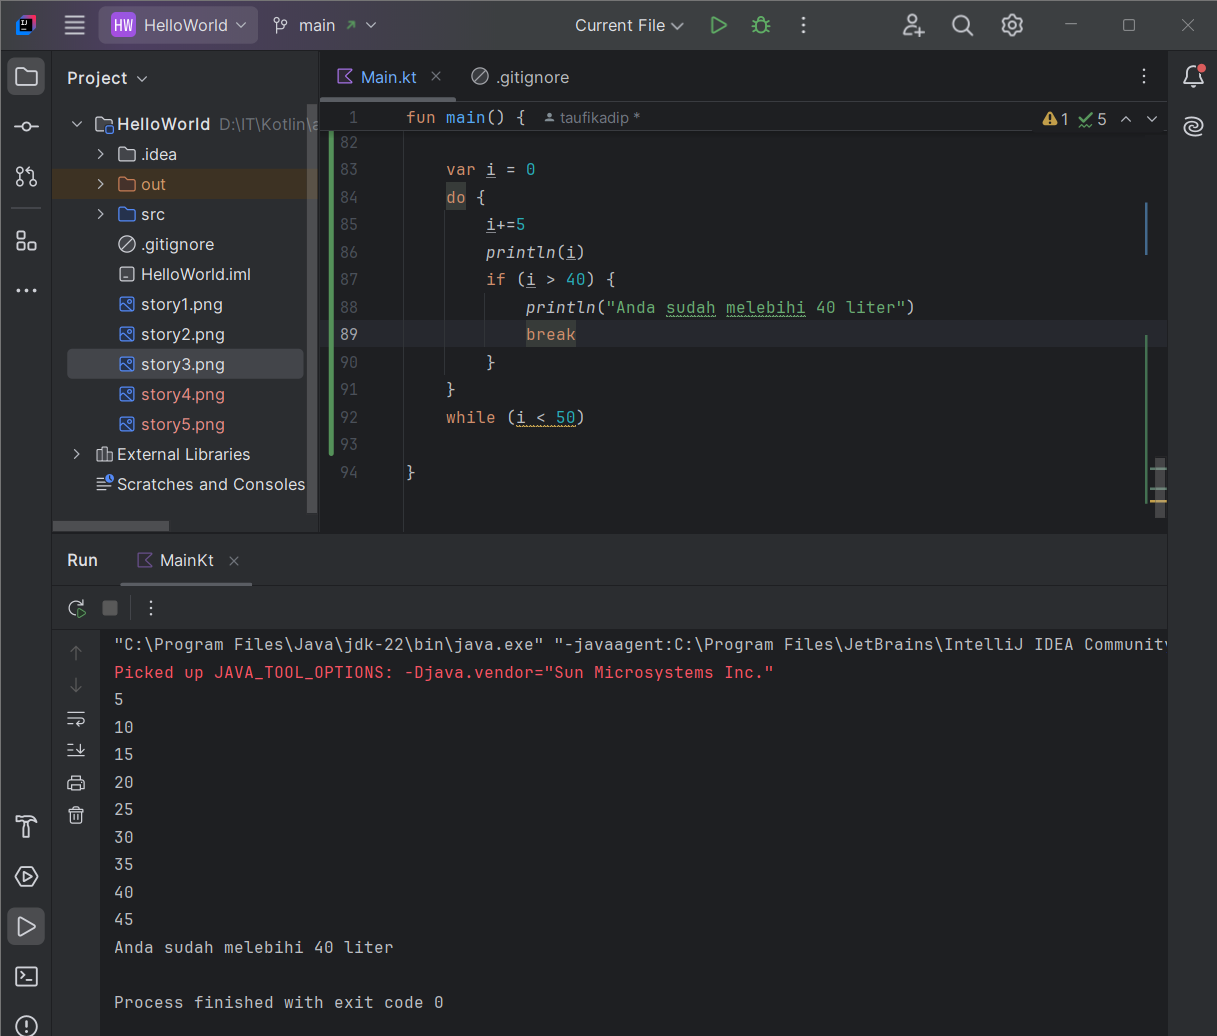 HW HelloWorld main Current File
Project
Main.kt .gitignore
HelloWorld D:\IT\Kotlin\
.idea
out
src
.gitignore
HelloWorld.iml
story1.png
story2.png
story3.png
story4.png
story5.png
External Libraries
Scratches and Consoles
1 fun main() { taufikadip * 1 5
82
83 var i = 0
84 do {
85 i+=5
86 println(i)
87 if (i > 40) {
88 println("Anda sudah melebihi 40 liter")
89 break
90 }
91 }
92 while (i < 50)
93
94 }
Run MainKt
"C:\Program Files\Java\jdk-22\bin\java.exe" "-javaagent:C:\Program Files\JetBrains\IntelliJ IDEA Community
Picked up JAVA_TOOL_OPTIONS: -Djava.vendor="Sun Microsystems Inc."
5
10
15
20
25
30
35
40
45
Anda sudah melebihi 40 liter
Process finished with exit code 0